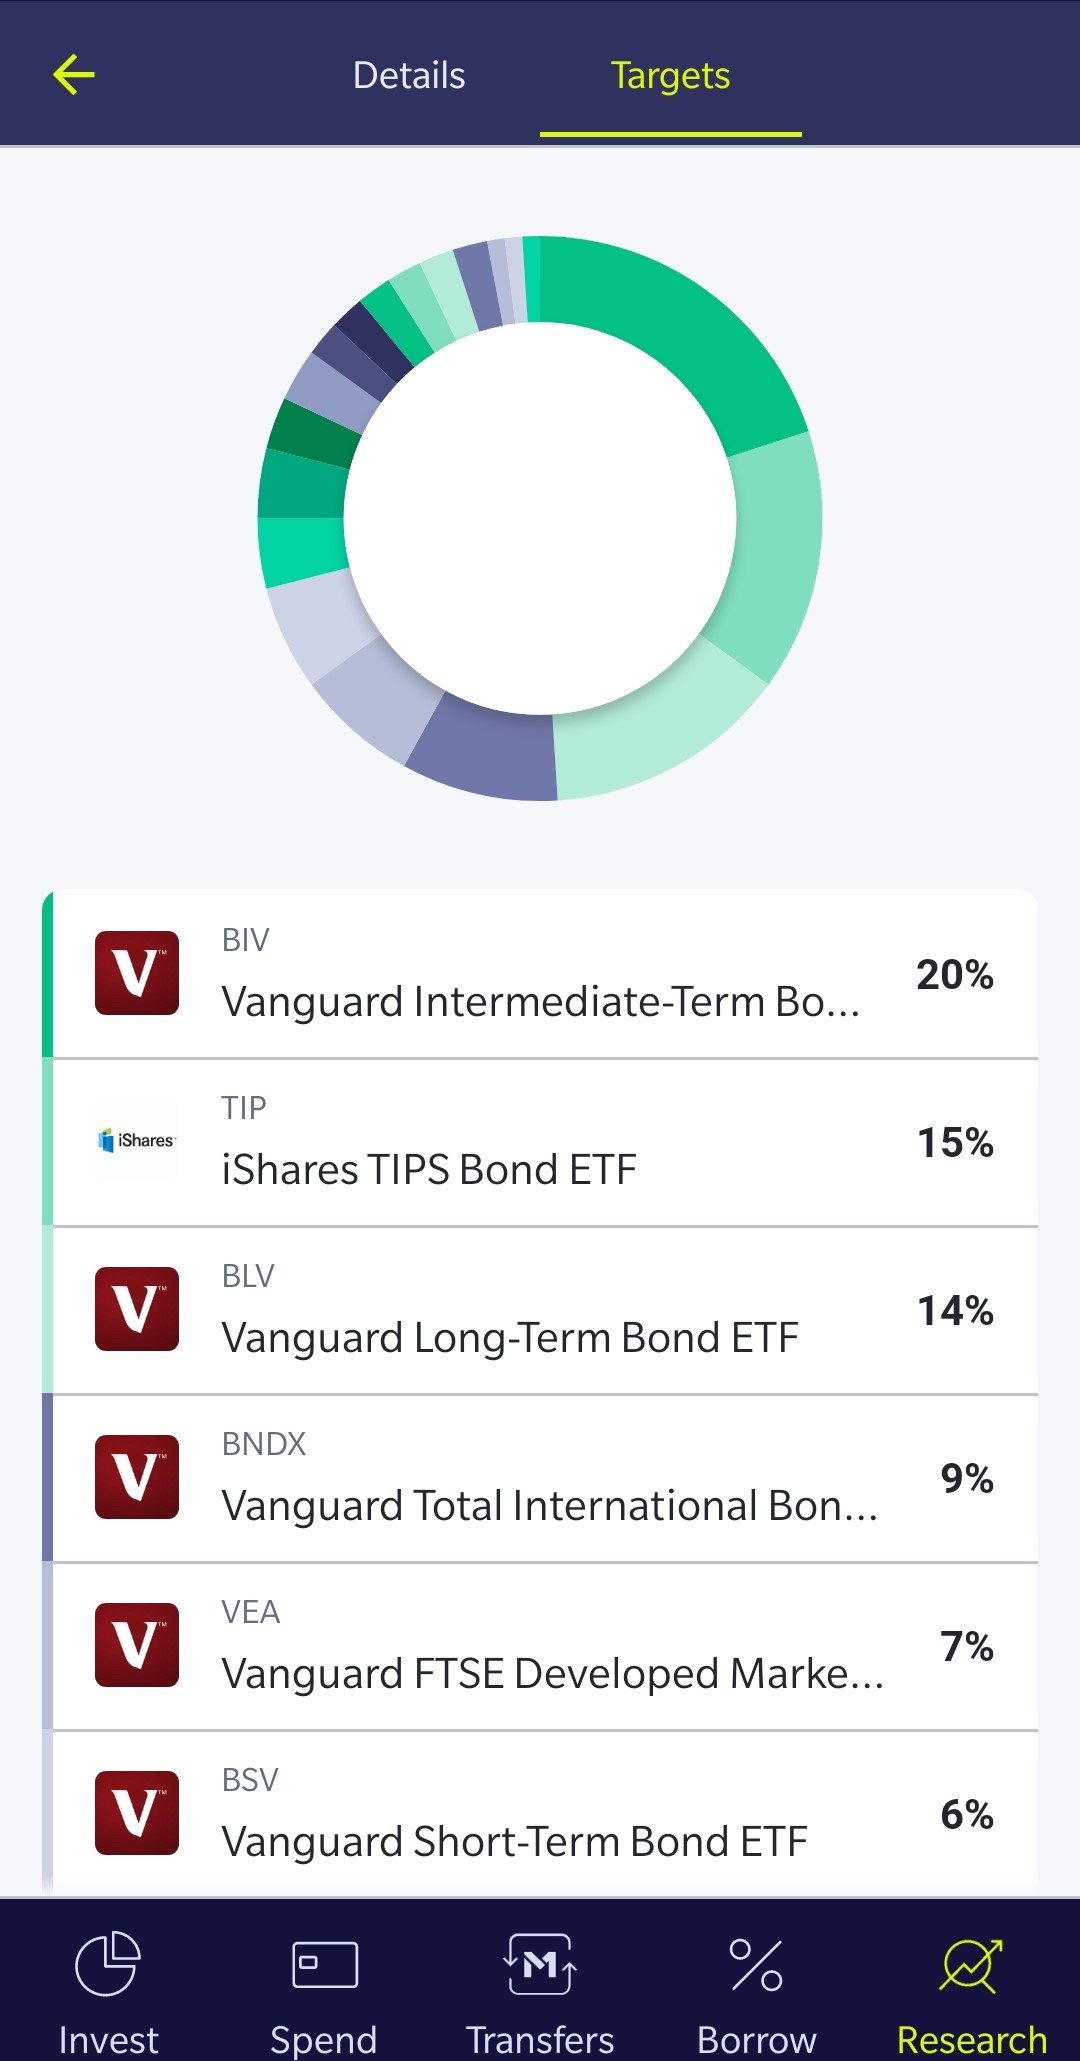 Details
Targets
BIV
Vanguard Intermediate-Term Bo...
20%
iShares
TIP
iShares TIPS Bond ETF
15%
BLV
Vanguard Long-Term Bond ETF
14%
BNDX
Vanguard Total International Bon...
9%
VEA
Vanguard FTSE Developed Marke...
7%
BSV
Vanguard Short-Term Bond ETF
6%
Invest
Spend
Transfers
Borrow
Research